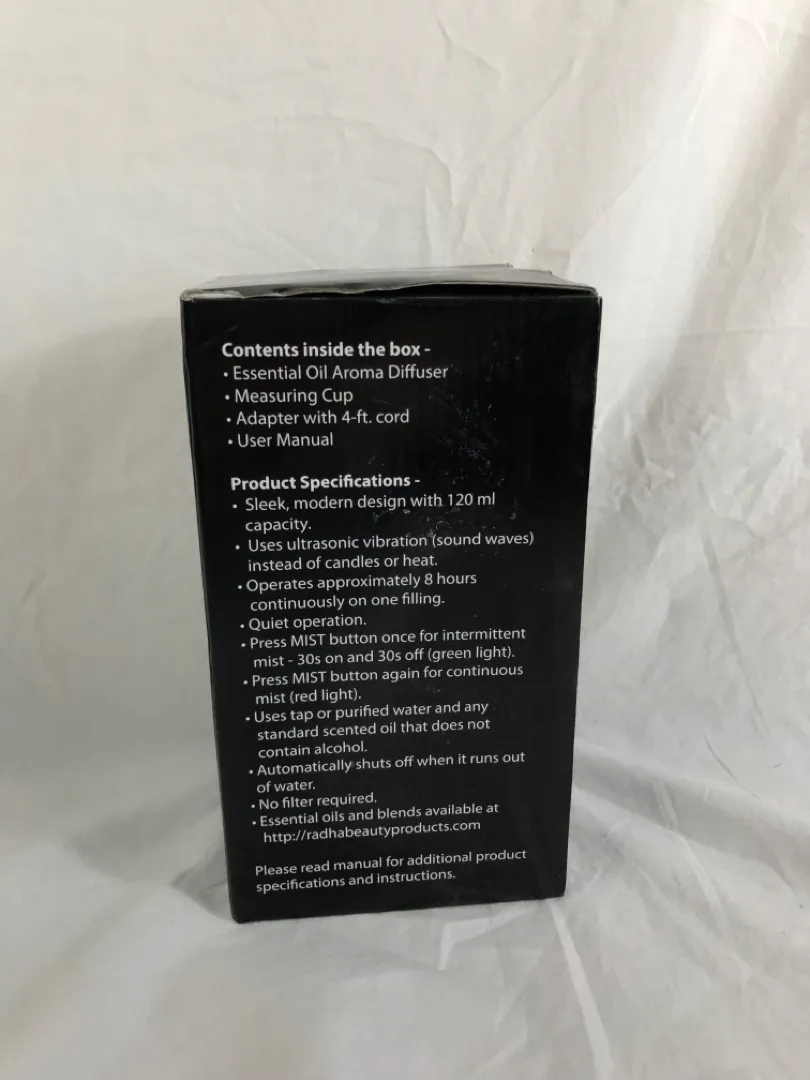 Contents inside the box -
• Essential Oil Aroma Diffuser
• Measuring Cup
• Adapter with 4-ft. cord
• User Manual
Product Specifications -
• Sleek, modern design with 120 ml
capacity.
• Uses ultrasonic vibration (sound waves)
instead of candles or heat.
• Operates approximately 8 hours
continuously on one filling.
• Quiet operation.
• Press MIST button once for intermittent
mist - 30s on and 30s off (green light).
• Press MIST button again for continuous
mist (red light).
• Uses tap or purified water and any
standard scented oil that does not
contain alcohol.
• Automatically shuts off when it runs out
of water.
• No filter required.
• Essential oils and blends available at
http://radhabeautyproducts.com
Please read manual for additional product
specifications and instructions.